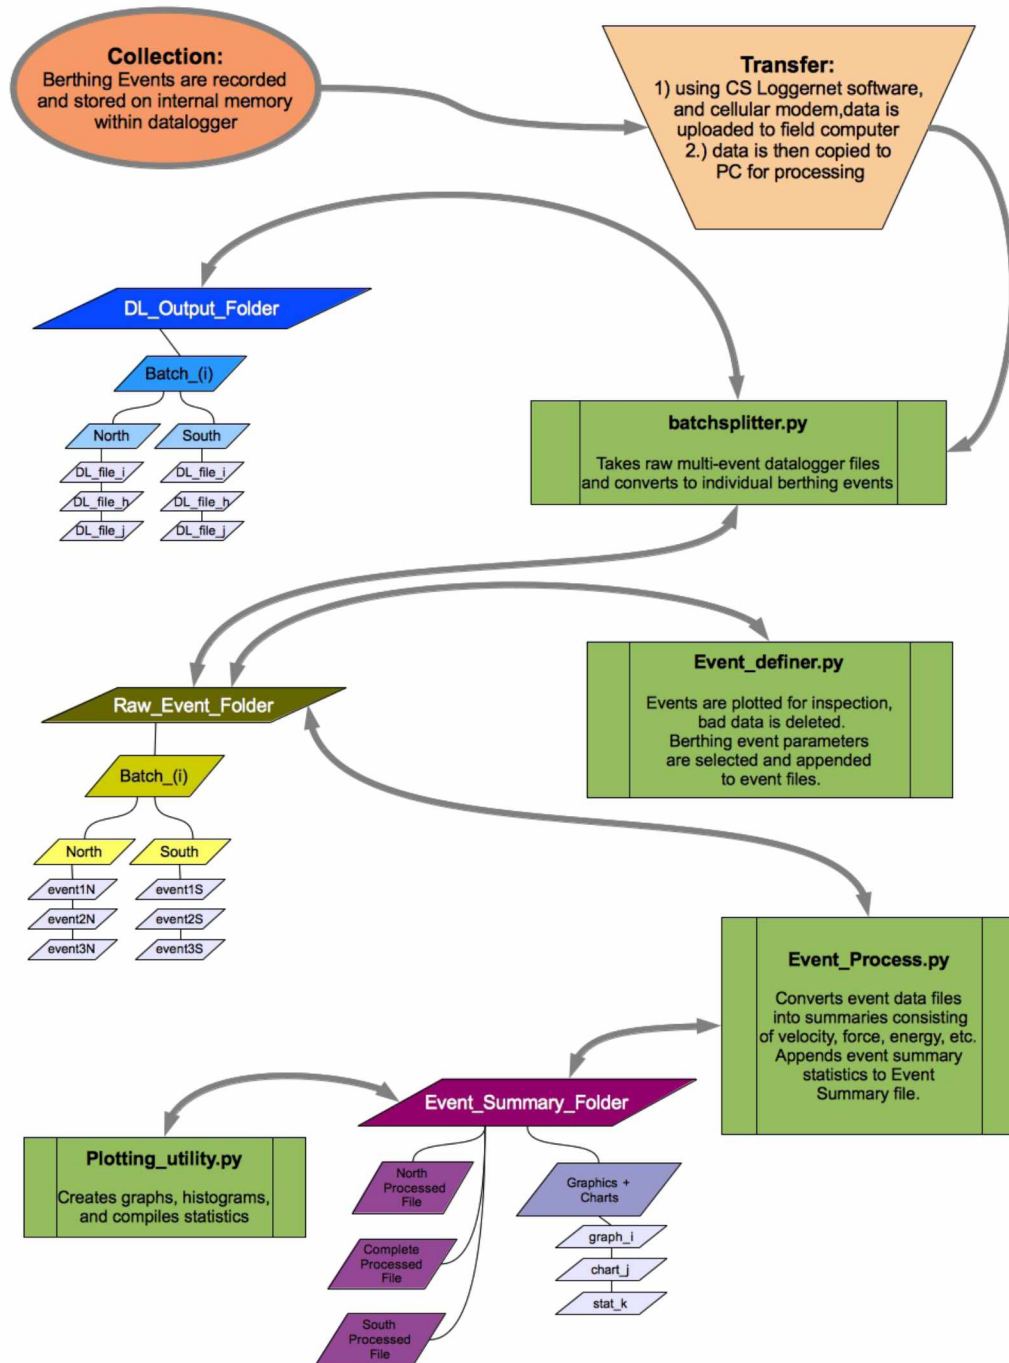 Collection:
Berthing Events are recorded
and stored on internal memory
within datalogger
Transfer:
1) using CS Loggernet software,
and cellular modem,data is
uploaded to field computer
2.) data is then copied to
PC for processing
DL_Output_Folder
Batch_(i)
North
South
DL_file_i
DL_file_i
DL_file_h
DL_file_h
DL_file_j
DL_file_j
batchsplitter.py
Takes raw multi-event datalogger files
and converts to individual berthing events
Event_definer.py
Events are plotted for inspection,
bad data is deleted.
Berthing event parameters
are selected and appended
to event files.
Raw_Event_Folder
Batch_(i)
North
South
event1N
event1S
event2N
event2S
event3N
event3S
Event_Process.py
Converts event data files
into summaries consisting
of velocity, force, energy, etc.
Appends event summary
statistics to Event
Summary file.
Event_Summary_Folder
Plotting_utility.py
Creates graphs, histograms,
and compiles statistics
North
Processed
File
Complete
Processed
File
South
Processed
File
Graphics +
Charts
graph_i
chart_j
stat_k